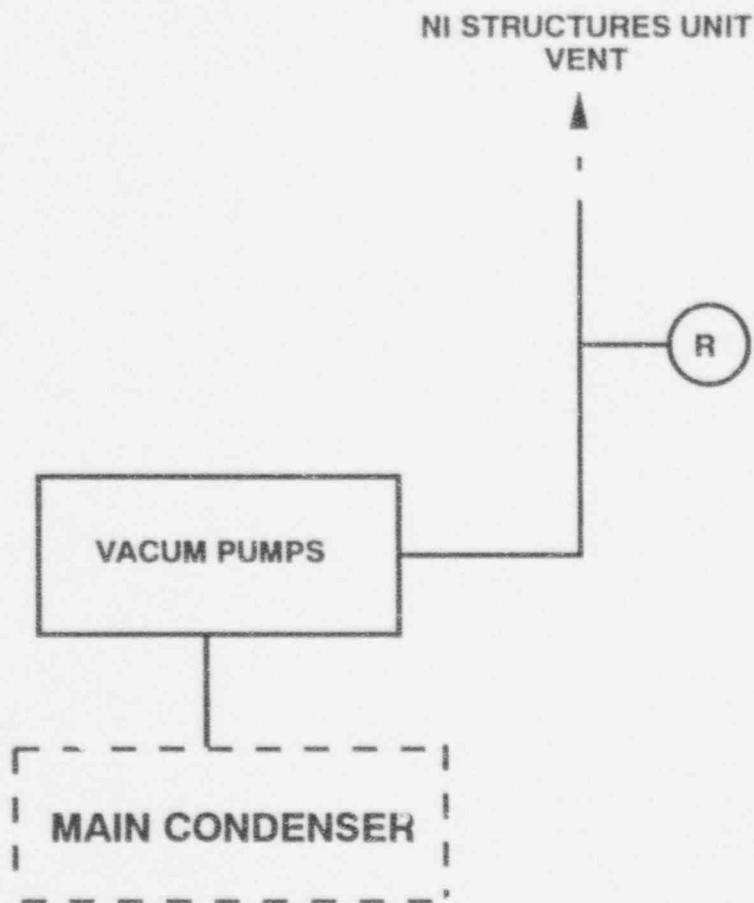 NI STRUCTURES UNIT
VENT
R
VACUM PUMPS
MAIN CONDENSER